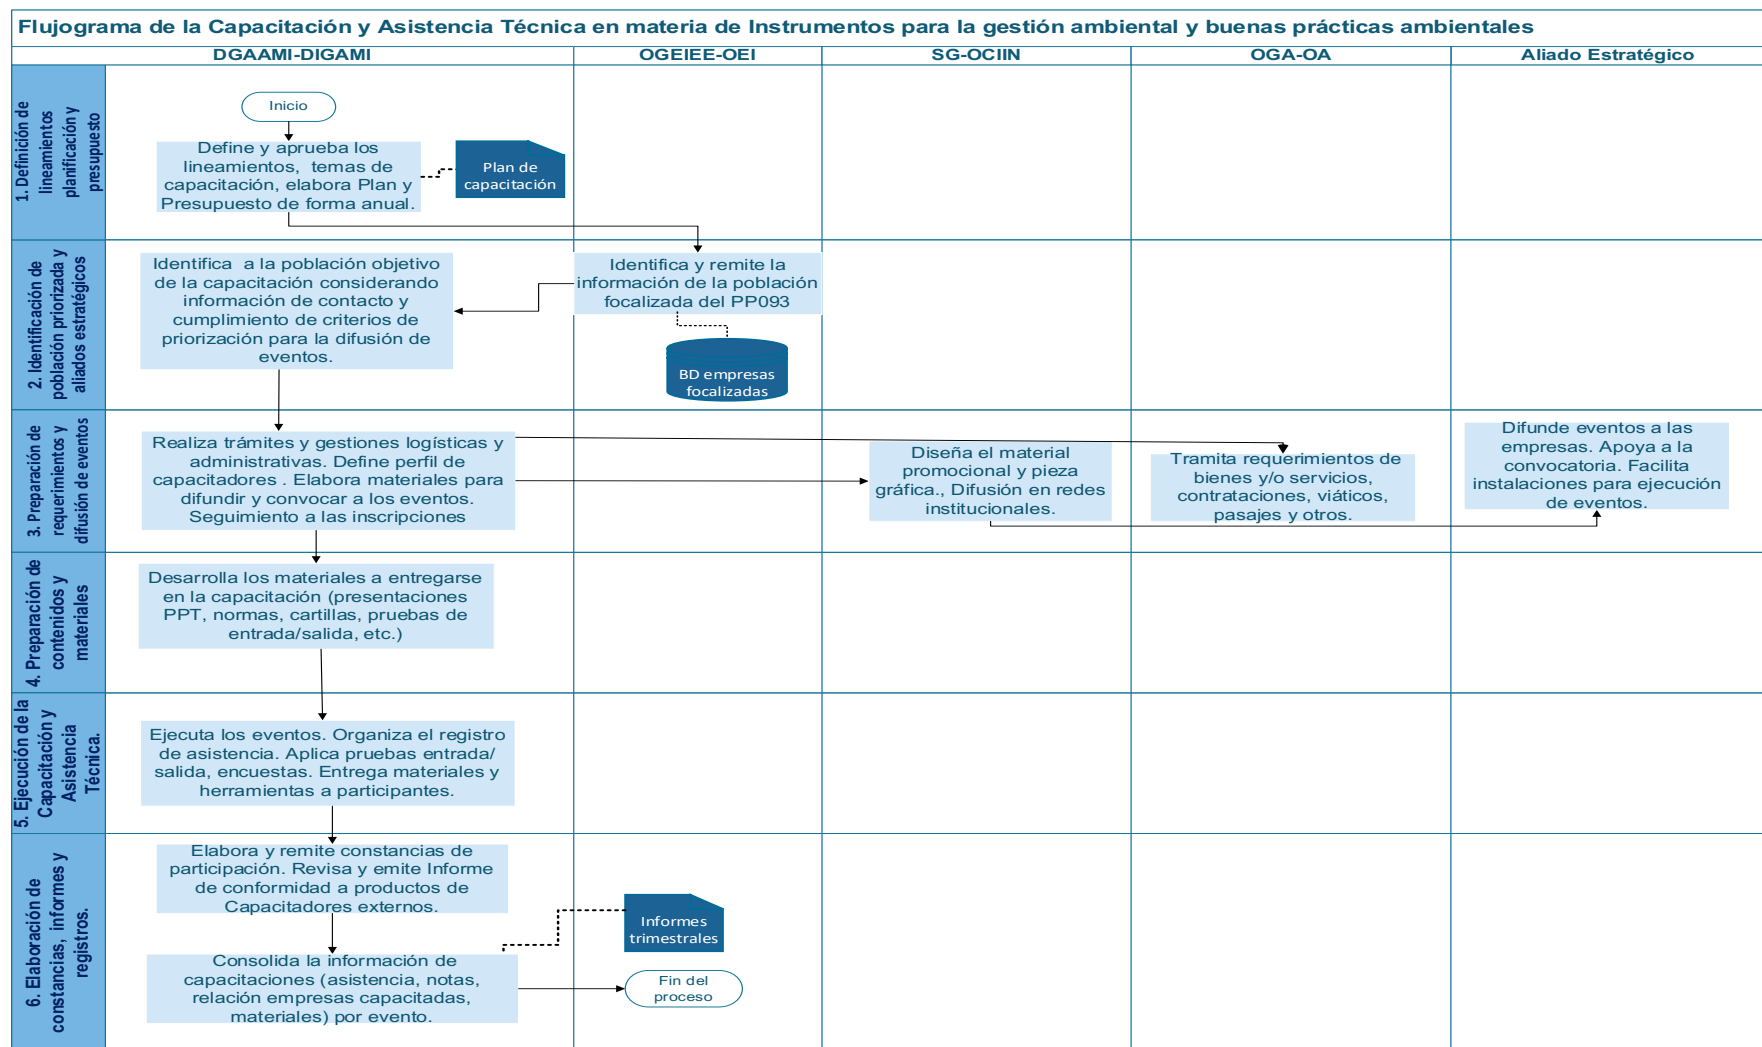 Flujograma de la Capacitación y Asistencia Técnica en materia de Instrumentos para la gestión ambiental y buenas prácticas ambientales
DGAAMI-DIGAMI
OGEIEE-OEI
SG-OCIIN
OGA-OA
Aliado Estratégico
1. Definición de
lineamientos
planificación y
presupuesto
Inicio
Define y aprueba los
lineamientos, temas de
capacitación, elabora Plan y
Presupuesto de forma anual.
Plan de
capacitación
2. Identificación de
población priorizada y
aliados estratégicos
Identifica a la población objetivo
de la capacitación considerando
información de contacto y
cumplimiento de criterios de
priorización para la difusión de
eventos.
Identifica y remite la
información de la población
focalizada del PP093
BD empresas
focalizadas
3. Preparación de
requerimientos y
difusión de eventos
Realiza trámites y gestiones logísticas y
administrativas. Define perfil de
capacitadores . Elabora materiales para
difundir y convocar a los eventos.
Seguimiento a las inscripciones
Diseña el material
promocional y pieza
gráfica., Difusión en redes
institucionales.
Tramita requerimientos de
bienes y/o servicios,
contrataciones, viáticos,
pasajes y otros.
Difunde eventos a las
empresas. Apoya a la
convocatoria. Facilita
instalaciones para ejecución
de eventos.
4. Preparación de
contenidos y
materiales
Desarrolla los materiales a entregarse
en la capacitación (presentaciones
PPT, normas, cartillas, pruebas de
entrada/salida, etc.)
5. Ejecución de la
Capacitación y
Asistencia
Técnica.
Ejecuta los eventos. Organiza el registro
de asistencia. Aplica pruebas entrada/
salida, encuestas. Entrega materiales y
herramientas a participantes.
6. Elaboración de
constancias, informes y
registros.
Elabora y remite constancias de
participación. Revisa y emite Informe
de conformidad a productos de
Capacitadores externos.
Informes
trimestrales
Consolida la información de
capacitaciones (asistencia, notas,
relación empresas capacitadas,
materiales) por evento.
Fin del
proceso